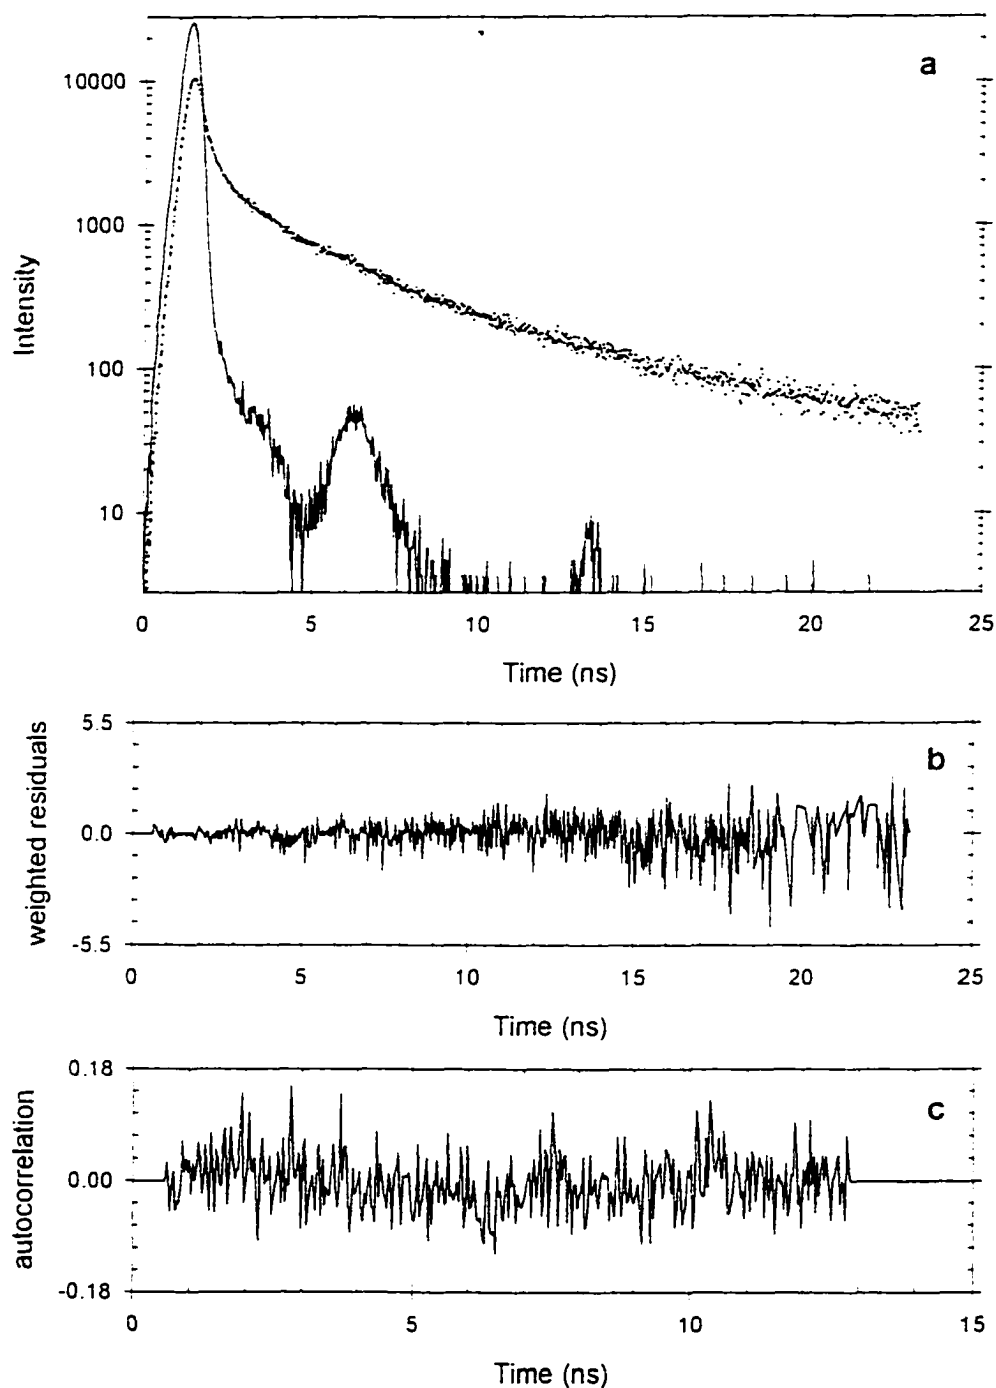 a
10000
1000
100
10
Intensity
0 5 10 15 20 25
Time (ns)
b
5.5
0.0
-5.5
weighted residuals
0 5 10 15 20 25
Time (ns)
c
0.18
0.00
-0.18
autocorrelation
0 5 10 15
Time (ns)